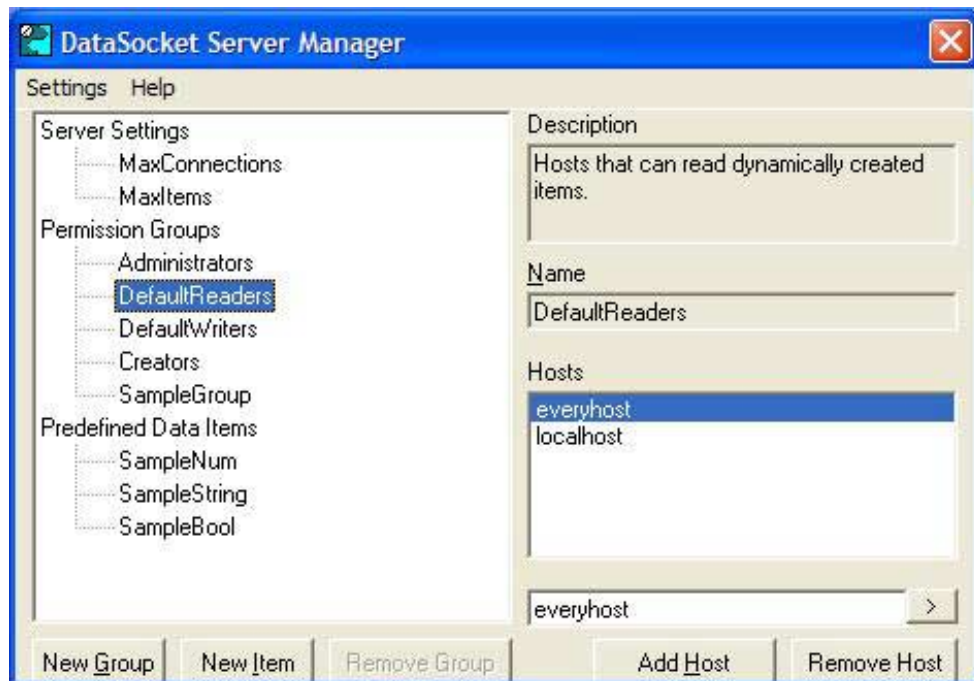 DataSocket Server Manager
Settings Help
Server Settings
MaxConnections
MaxItems
Permission Groups
Administrators
DefaultReaders
DefaultWriters
Creators
SampleGroup
Predefined Data Items
SampleNum
SampleString
SampleBool
Description
Hosts that can read dynamically created
items.
Name
DefaultReaders
Hosts
everyhost
localhost
everyhost >
New Group New Item Remove Group Add Host Remove Host